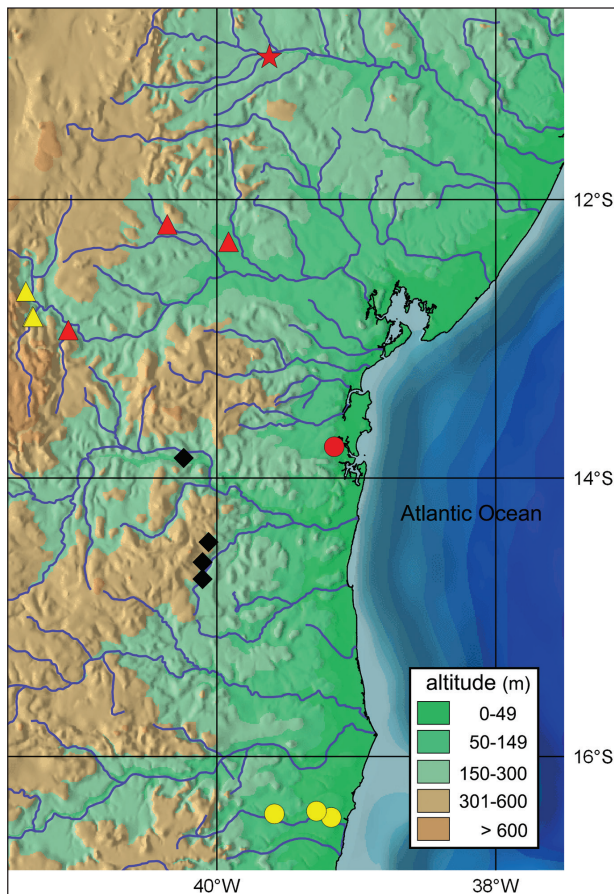 12°S
14°S
Atlantic Ocean
altitude (m)
0-49
50-149
150-300
301-600
> 600
16°S
40°W
38°W